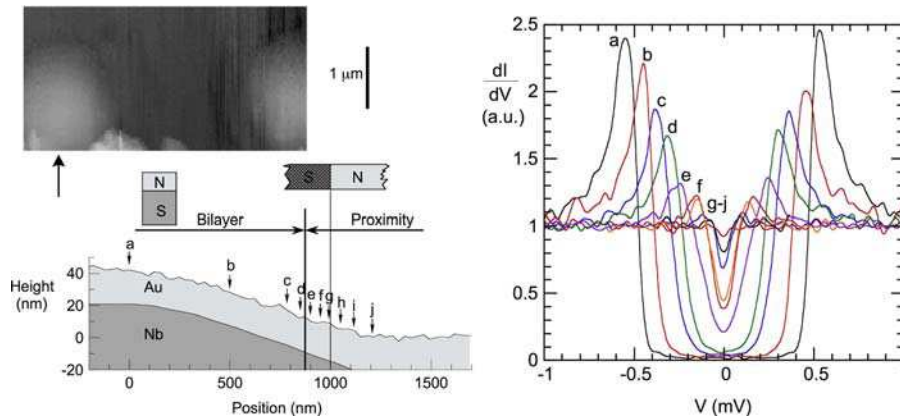 1 μm
N
S
S
N
Bilayer
Proximity
a
b
c
d
e
f
g
h
i
j
Height
(nm)
40
20
0
-20
Au
Nb
0
500
1000
1500
Position (nm)
2.5
2
1.5
1
0.5
0
dI
dV
(a.u.)
a
b
c
d
e
f
g-j
-1
-0.5
0
0.5
V (mV)